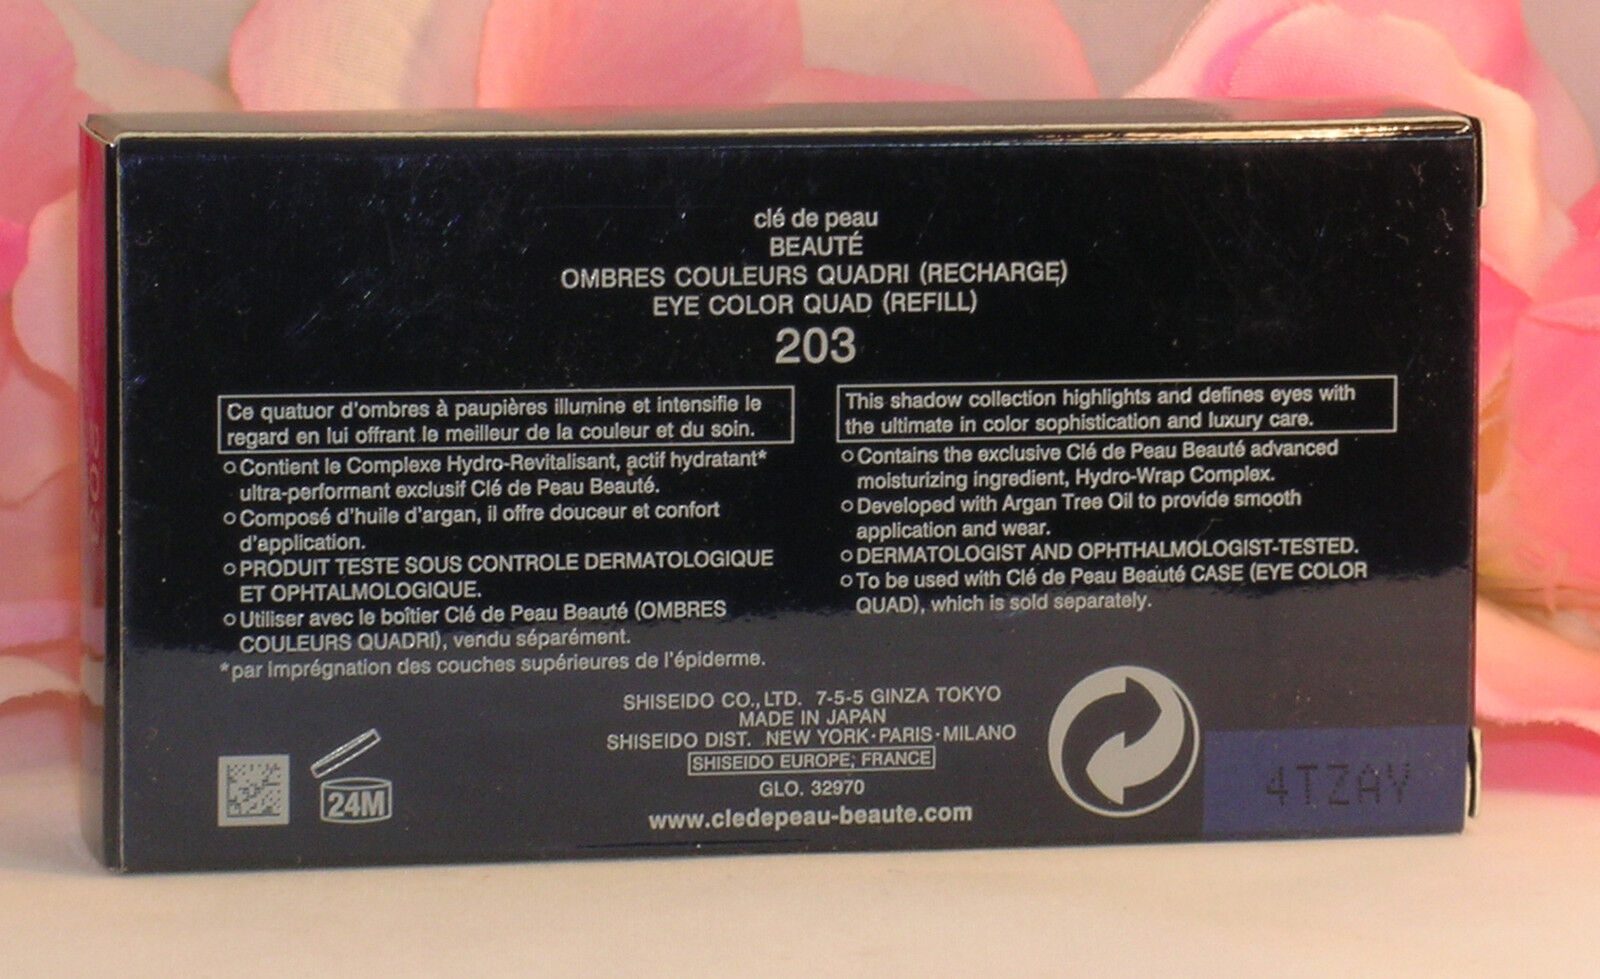 clé de peau
BEAUTÉ
OMBRES COULEURS QUADRI (RECHARGE)
EYE COLOR QUAD (REFILL)
203
Ce quatuor d'ombres à paupières illumine et intensifie le
regard en lui offrant le meilleur de la couleur et du soin.
○ Contient le Complexe Hydro-Revitalisant, actif hydratant*
ultra-performant exclusif Clé de Peau Beauté.
○ Composé d'huile d'argan, il offre douceur et confort
d'application.
○ PRODUIT TESTE SOUS CONTROLE DERMATOLOGIQUE
ET OPHTALMOLOGIQUE.
○ Utiliser avec le boîtier Clé de Peau Beauté (OMBRES
COULEURS QUADRI), vendu séparément.
*par imprégnation des couches supérieures de l'épiderme.
This shadow collection highlights and defines eyes with
the ultimate in color sophistication and luxury care.
○ Contains the exclusive Clé de Peau Beauté advanced
moisturizing ingredient, Hydro-Wrap Complex.
○ Developed with Argan Tree Oil to provide smooth
application and wear.
○ DERMATOLOGIST AND OPHTHALMOLOGIST-TESTED.
○ To be used with Clé de Peau Beauté CASE (EYE COLOR
QUAD), which is sold separately.
SHISEIDO CO., LTD. 7-5-5 GINZA TOKYO
MADE IN JAPAN
SHISEIDO DIST. NEW YORK·PARIS·MILANO
SHISEIDO EUROPE, FRANCE
GLO. 32970
www.cledepeau-beaute.com
24M
4TZAY
203